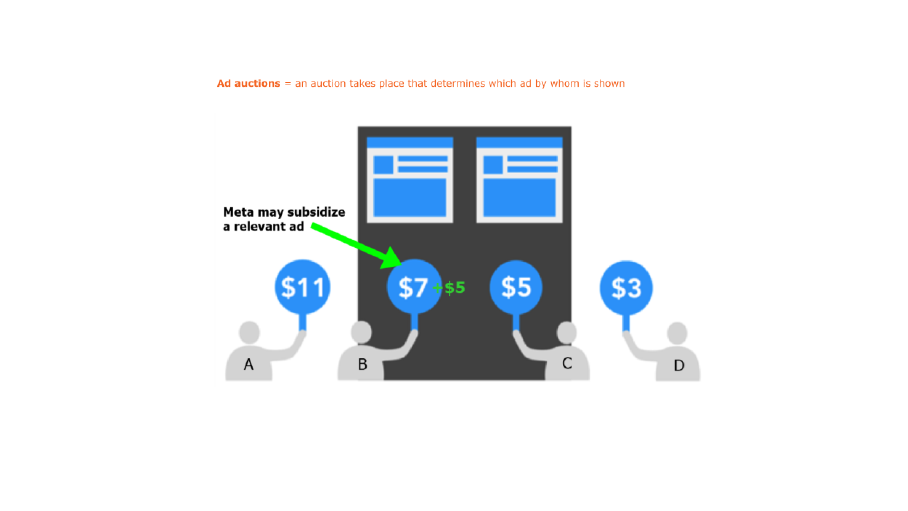 Ad auctions = an auction takes place that determines which ad by whom is shown
Meta may subsidize
a relevant ad
$11
$7
+$5
$5
$3
A
B
C
D